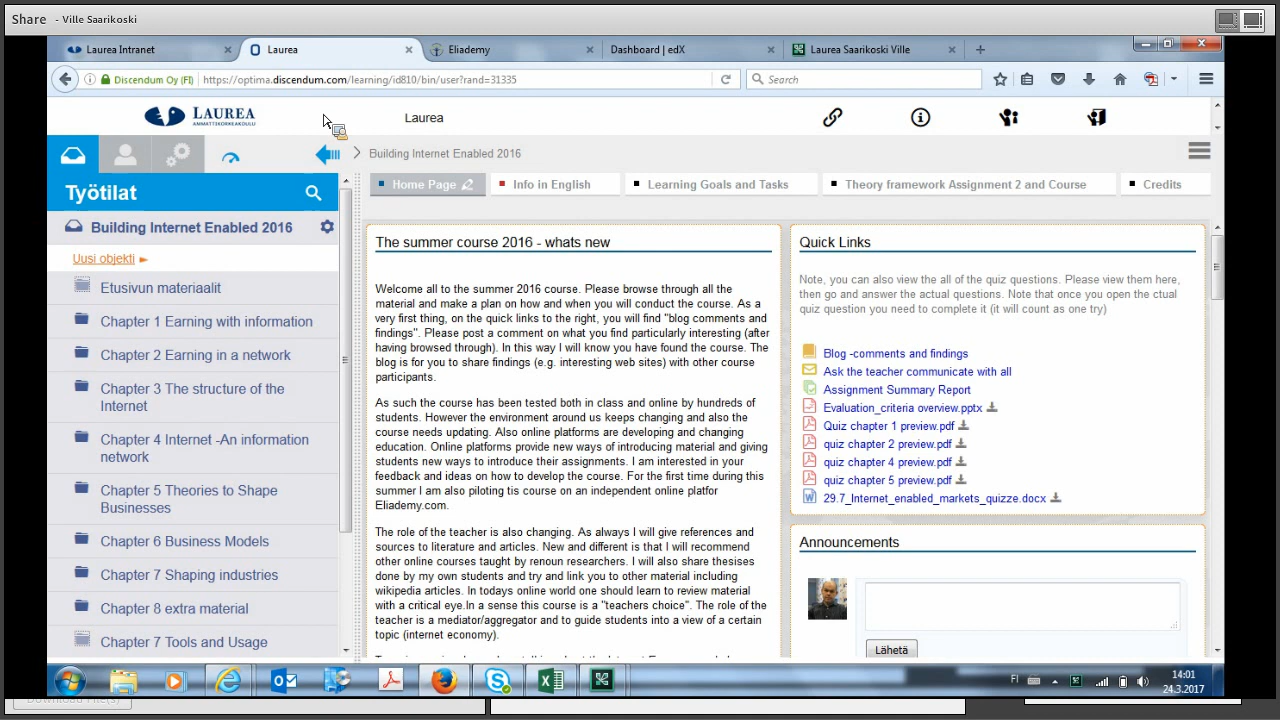 Share - Ville Saarikoski
Laurea Intranet
Laurea
Eliademy
Dashboard | edX
Laurea Saarikoski Ville
Discendum Oy (FI)
https://optima.discendum.com/learning/id810/bin/user?rand=31335
Search
LAUREA
AMMATTIKORKEAKOULU
Laurea
Building Internet Enabled 2016
Työtilat
Home Page
Info in English
Learning Goals and Tasks
Theory framework Assignment 2 and Course
Credits
Building Internet Enabled 2016
Uusi objekti
Etusivun materiaalit
Chapter 1 Earning with information
Chapter 2 Earning in a network
Chapter 3 The structure of the
Internet
Chapter 4 Internet -An information
network
Chapter 5 Theories to Shape
Businesses
Chapter 6 Business Models
Chapter 7 Shaping industries
Chapter 8 extra material
Chapter 7 Tools and Usage
The summer course 2016 - whats new
Welcome all to the summer 2016 course. Please browse through all the
material and make a plan on how and when you will conduct the course. As a
very first thing, on the quick links to the right, you will find "blog comments and
findings". Please post a comment on what you find particularly interesting (after
having browsed through). In this way I will know you have found the course. The
blog is for you to share findings (e.g. interesting web sites) with other course
participants.
As such the course has been tested both in class and online by hundreds of
students. However the environment around us keeps changing and also the
course needs updating. Also online platforms are developing and changing
education. Online platforms provide new ways of introducing material and giving
students new ways to introduce their assignments. I am interested in your
feedback and ideas on how to develop the course. For the first time during this
summer I am also piloting tis course on an independent online platfor
Eliademy.com.
The role of the teacher is also changing. As always I will give references and
sources to literature and articles. New and different is that I will recommend
other online courses taught by renoun researchers. I will also share thesises
done by my own students and try and link you to other material including
wikipedia articles. In todays online world one should learn to review material
with a critical eye.In a sense this course is a "teachers choice". The role of the
teacher is a mediator/aggregator and to guide students into a view of a certain
topic (internet economy).
Quick Links
Note, you can also view the all of the quiz questions. Please view them here,
then go and answer the actual questions. Note that once you open the ctual
quiz question you need to complete it (it will count as one try)
Blog -comments and findings
Ask the teacher communicate with all
Assignment Summary Report
Evaluation_criteria overview.pptx
Quiz chapter 1 preview.pdf
quiz chapter 2 preview.pdf
quiz chapter 4 preview.pdf
quiz chapter 5 preview.pdf
29.7_Internet_enabled_markets_quizze.docx
Announcements
Lähetä
FI
14:01
24.3.2017
Download File(s)